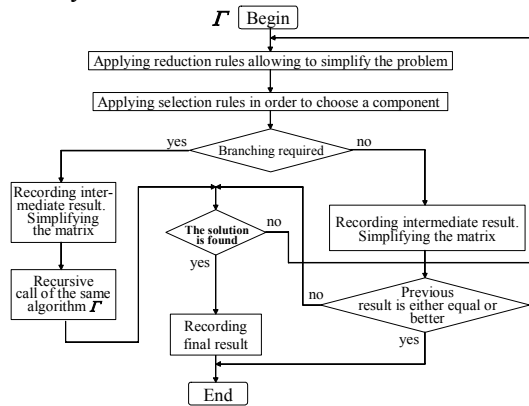 Γ Begin
Applying reduction rules allowing to simplify the problem
Applying selection rules in order to choose a component
yes
Branching required
no
Recording inter-
mediate result.
Simplifying
the matrix
The solution
is found
no
Recording intermediate result.
Simplifying the matrix
yes
Recursive
call of the same
algorithm Γ
no
Previous
result is either equal or
better
Recording
final result
yes
End